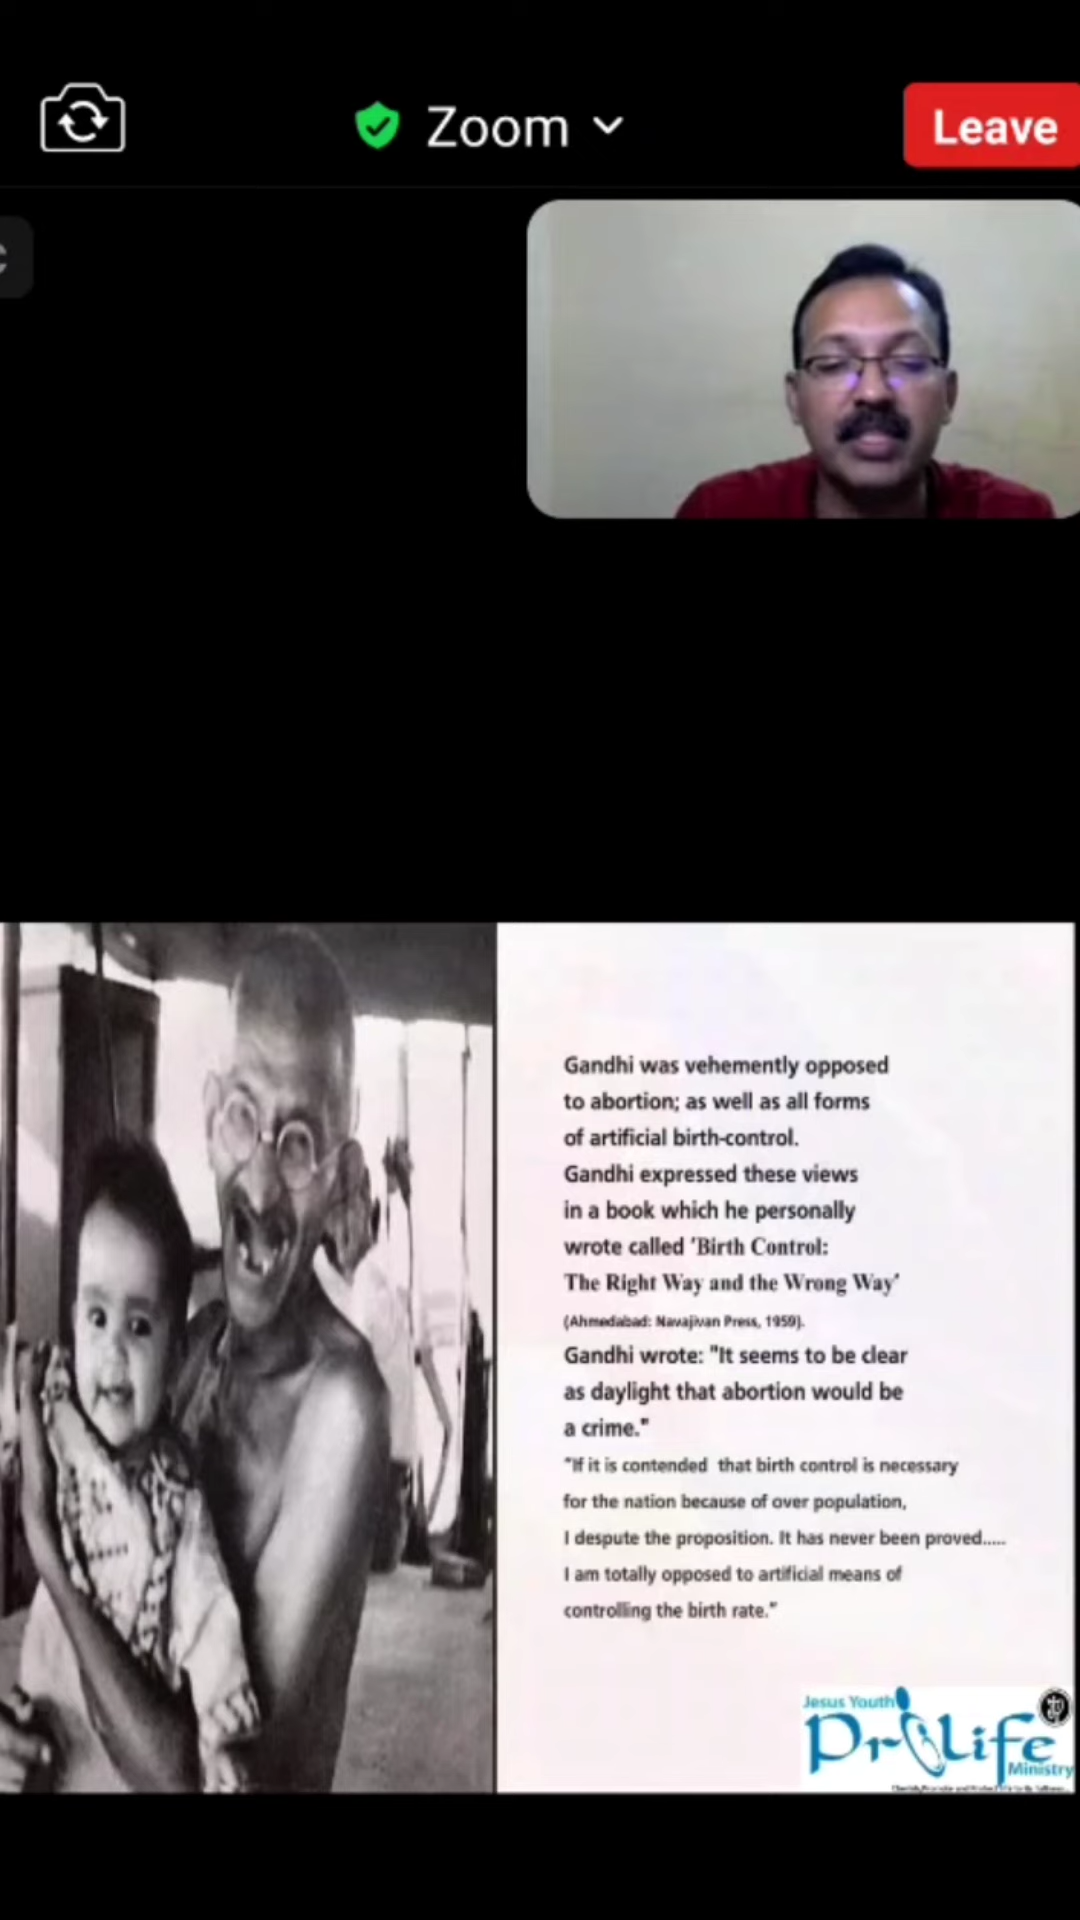 Zoom
Leave
Gandhi was vehemently opposed
to abortion; as well as all forms
of artificial birth-control.
Gandhi expressed these views
in a book which he personally
wrote called 'Birth Control:
The Right Way and the Wrong Way'
(Ahmedabad: Navajivan Press, 1959).
Gandhi wrote: "It seems to be clear
as daylight that abortion would be
a crime."
"If it is contended that birth control is necessary
for the nation because of over population,
I despute the proposition. It has never been proved.....
I am totally opposed to artificial means of
controlling the birth rate."
Jesus Youth
ProLife
Ministry